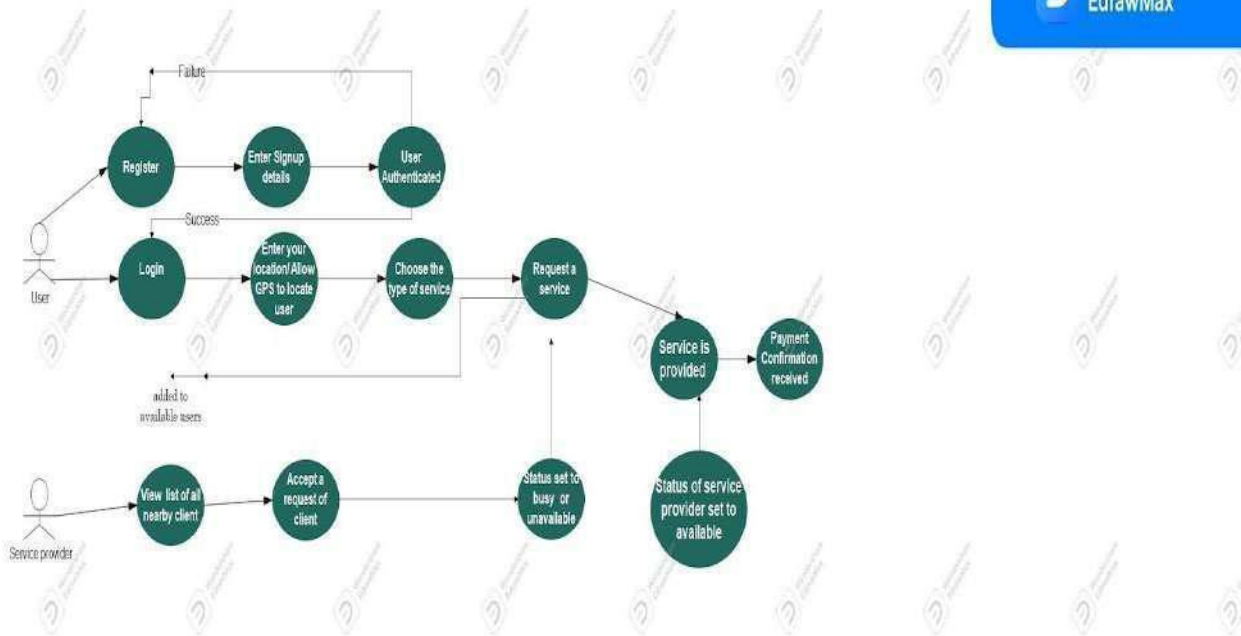 EdrawMax
Failure
Register
Enter Signup
details
User
Authenticated
Success
User
Login
Enter your
location/ Allow
GPS to locate
user
Choose the
type of service
Request a
service
Service is
provided
Payment
Confirmation
received
added to
available users
Service provider
View list of all
nearby client
Accept a
request of
client
Status set to
busy or
unavailable
Status of service
provider set to
available